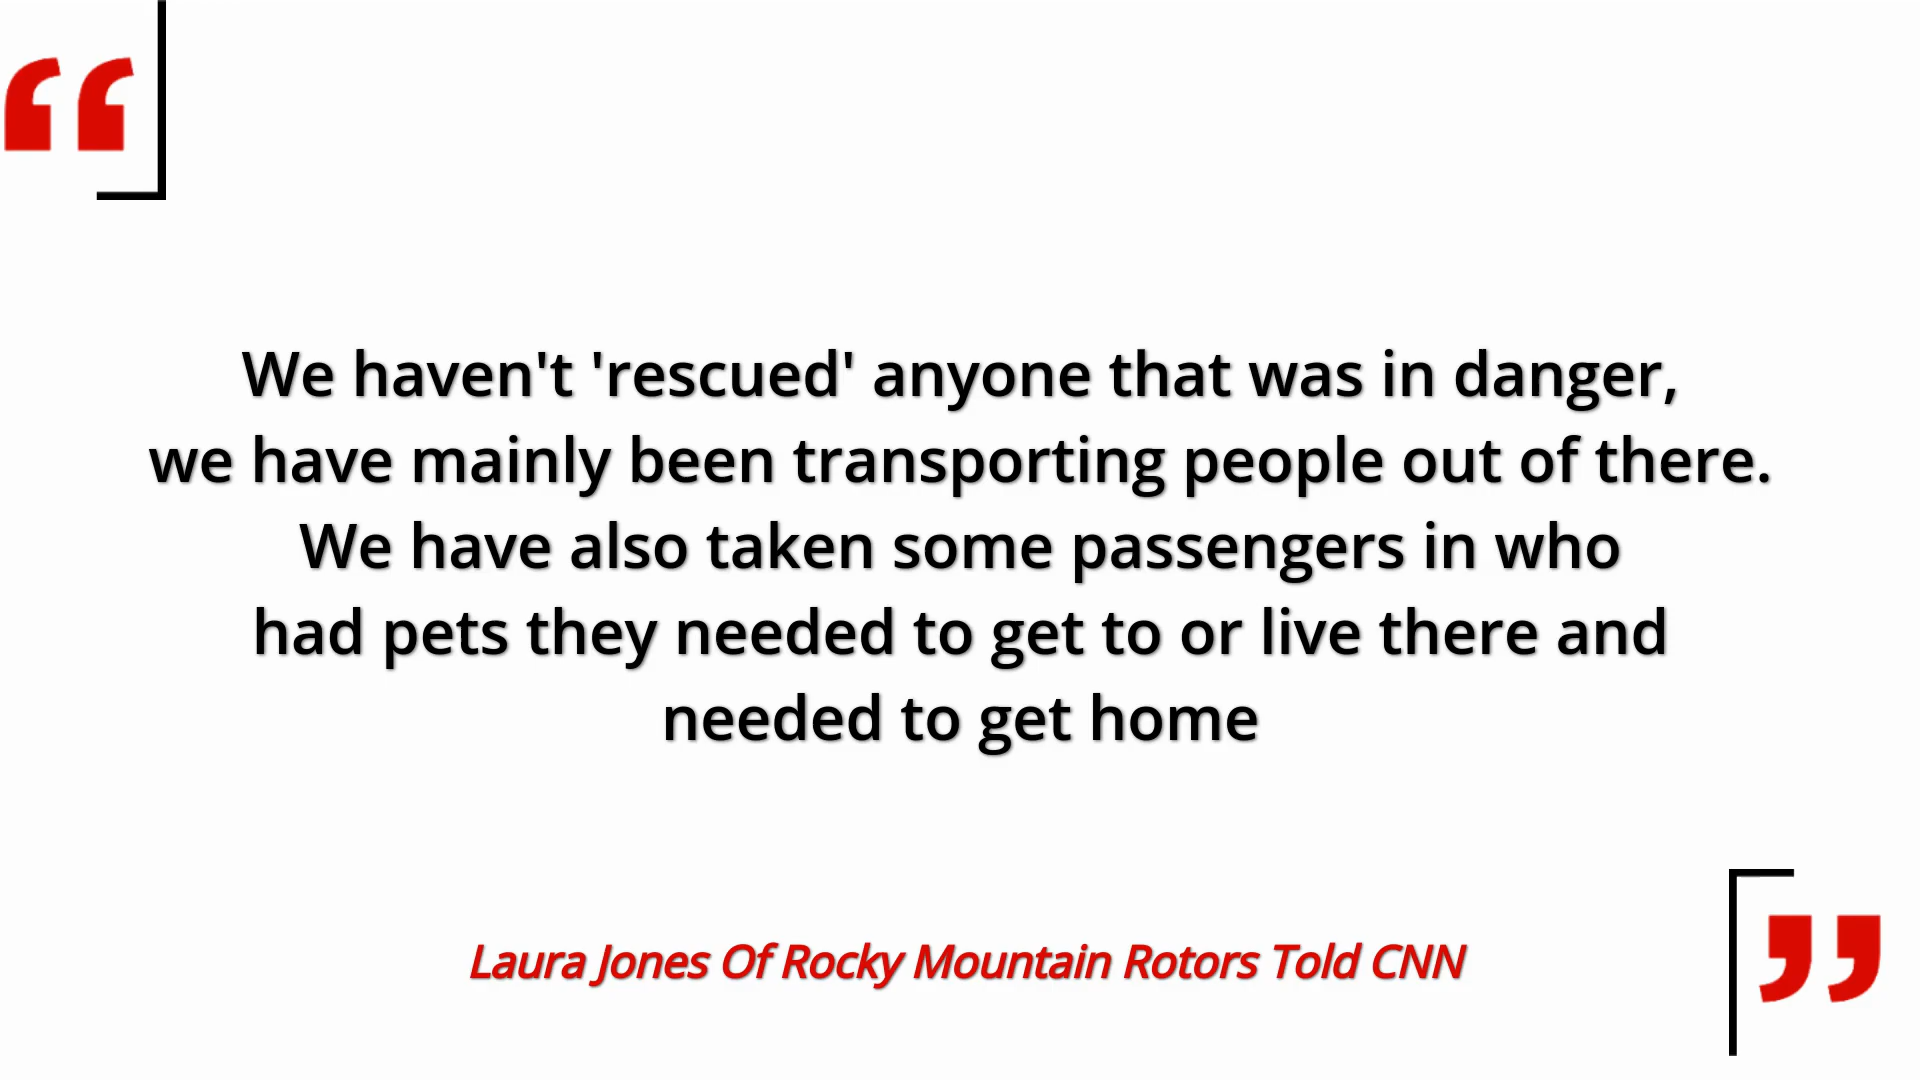 We haven't 'rescued' anyone that was in danger,
we have mainly been transporting people out of there.
We have also taken some passengers in who
had pets they needed to get to or live there and
needed to get home
Laura Jones Of Rocky Mountain Rotors Told CNN